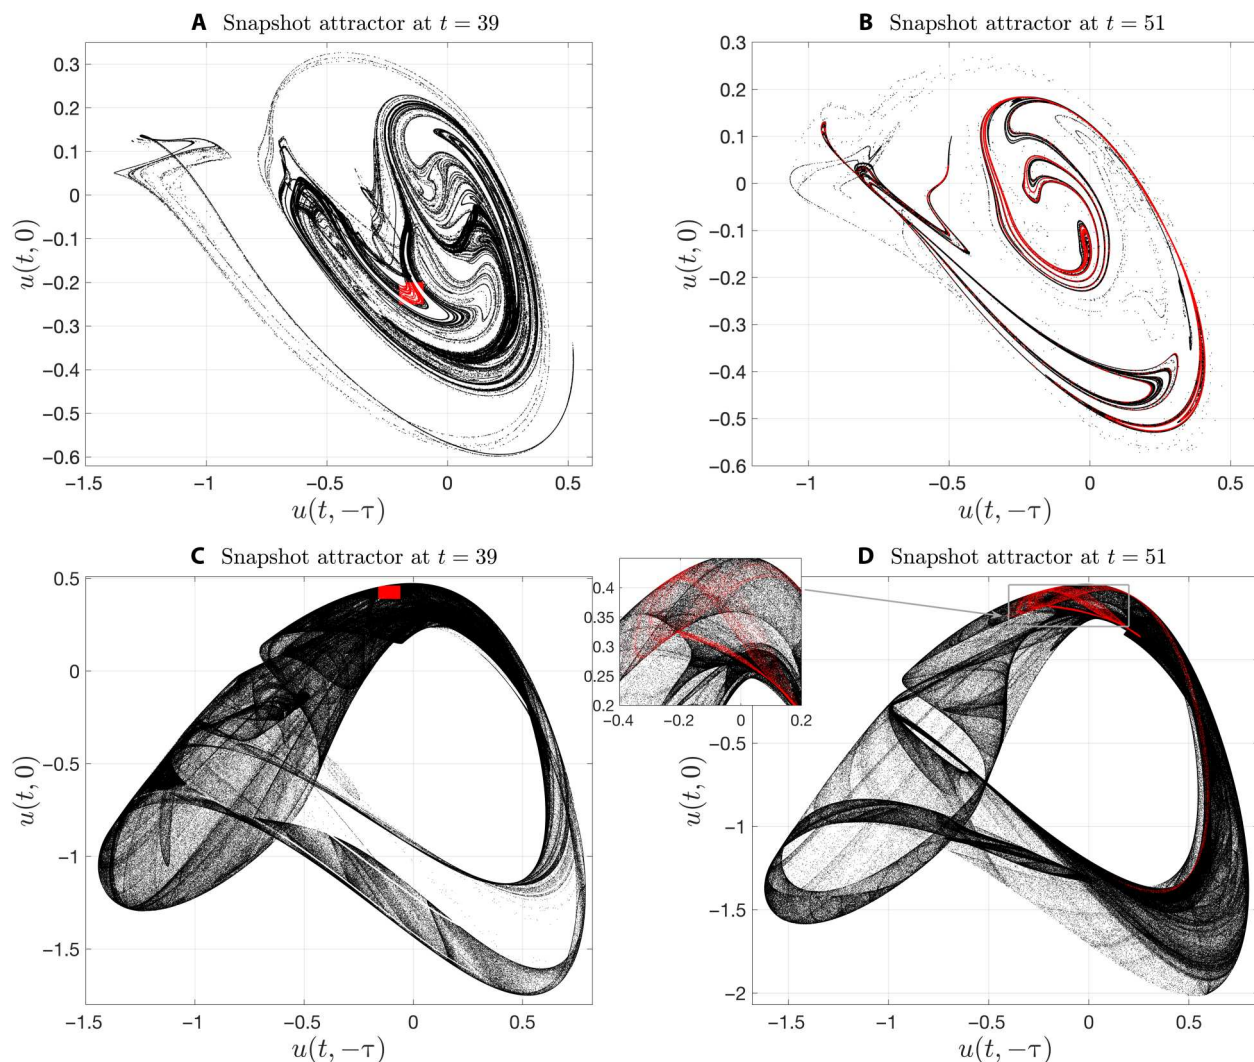 A Snapshot attractor at t = 39
0.3
0.2
0.1
0
−0.1
−0.2
−0.3
−0.4
−0.5
−0.6
u(t, 0)
−1.5 −1 −0.5 0 0.5
u(t, −τ)
B Snapshot attractor at t = 51
0.3
0.2
0.1
0
−0.1
−0.2
−0.3
−0.4
−0.5
−0.6
u(t, 0)
−1 −0.5 0
u(t, −τ)
C Snapshot attractor at t = 39
0.5
0
−0.5
−1
−1.5
u(t, 0)
−1.5 −1 −0.5 0 0.5
u(t, −τ)
0.4
0.35
0.3
0.25
0.2
−0.4 −0.2 0 0.2
D Snapshot attractor at t = 51
−0.5
−1
−1.5
−2
u(t, 0)
−1.5 −1 −0.5 0 0.5
u(t, −τ)